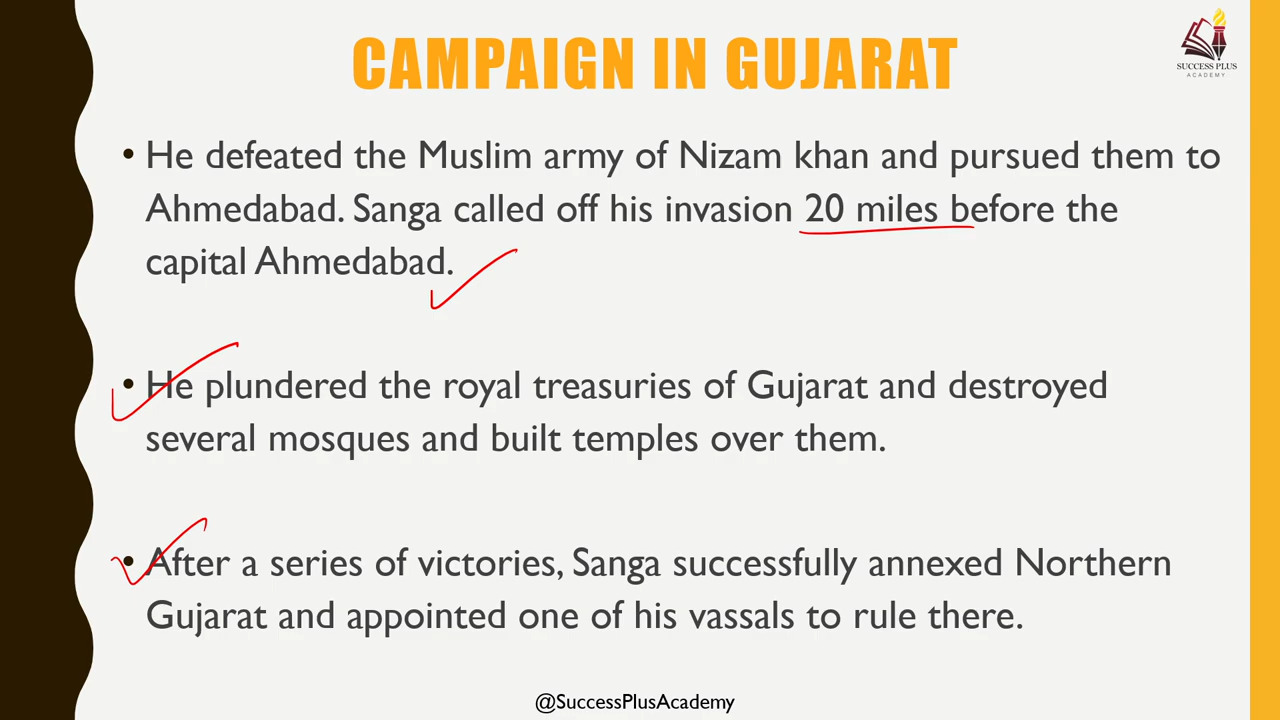 CAMPAIGN IN GUJARAT
SUCCESS PLUS
ACADEMY
• He defeated the Muslim army of Nizam khan and pursued them to
Ahmedabad. Sanga called off his invasion 20 miles before the
capital Ahmedabad.
• He plundered the royal treasuries of Gujarat and destroyed
several mosques and built temples over them.
• After a series of victories, Sanga successfully annexed Northern
Gujarat and appointed one of his vassals to rule there.
@SuccessPlusAcademy